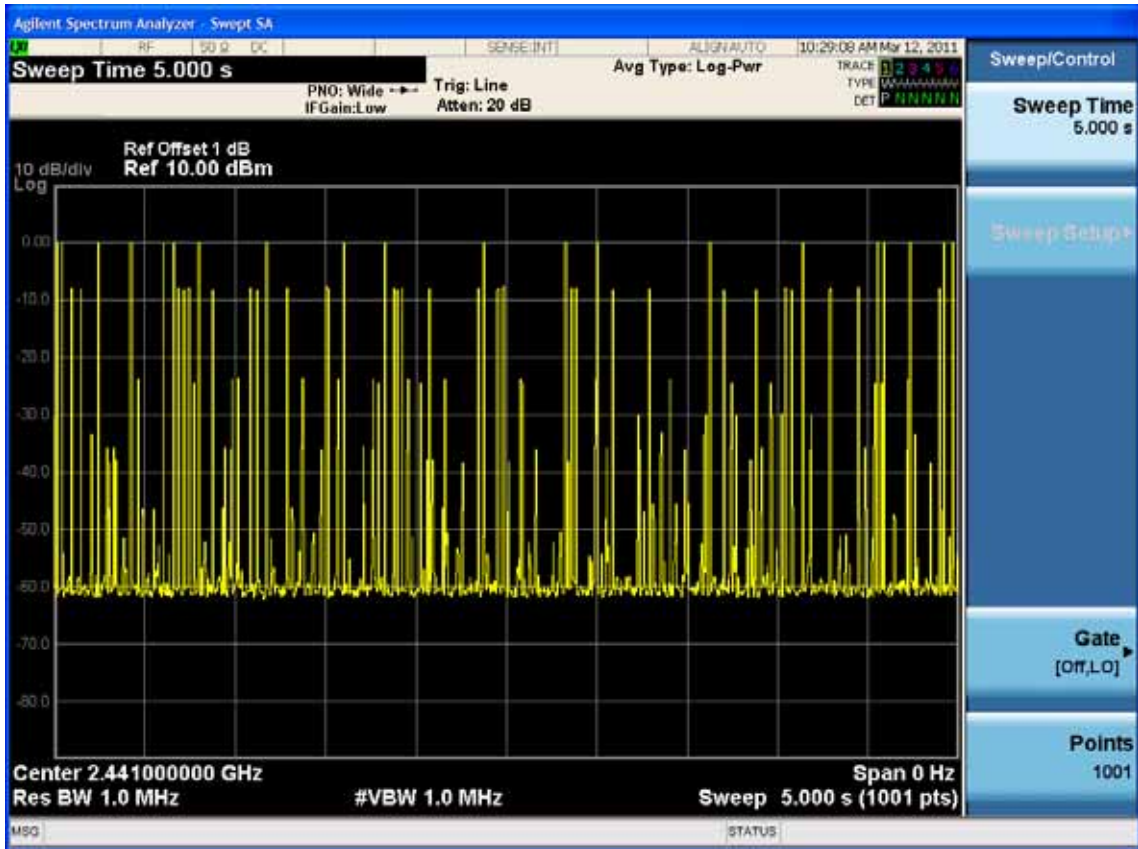 Agilent Spectrum Analyzer - Swept SA
LXI RF 50 Ω DC SENSE:INT ALIGN AUTO 10:29:08 AM Mar 12, 2011
Sweep Time 5.000 s
Avg Type: Log-Pwr
TRACE 1 2 3 4 5 6
PNO: Wide
Trig: Line
TYPE
IFGain:Low
Atten: 20 dB
DET P N N N N N
Ref Offset 1 dB
10 dB/div Ref 10.00 dBm
Log
0.00
-10.0
-20.0
-30.0
-40.0
-50.0
-60.0
-70.0
-80.0
Center 2.441000000 GHz
Span 0 Hz
Res BW 1.0 MHz
#VBW 1.0 MHz
Sweep 5.000 s (1001 pts)
MSG
STATUS
Sweep/Control
Sweep Time
5.000 s
Sweep Setup
Gate
[Off,LO]
Points
1001